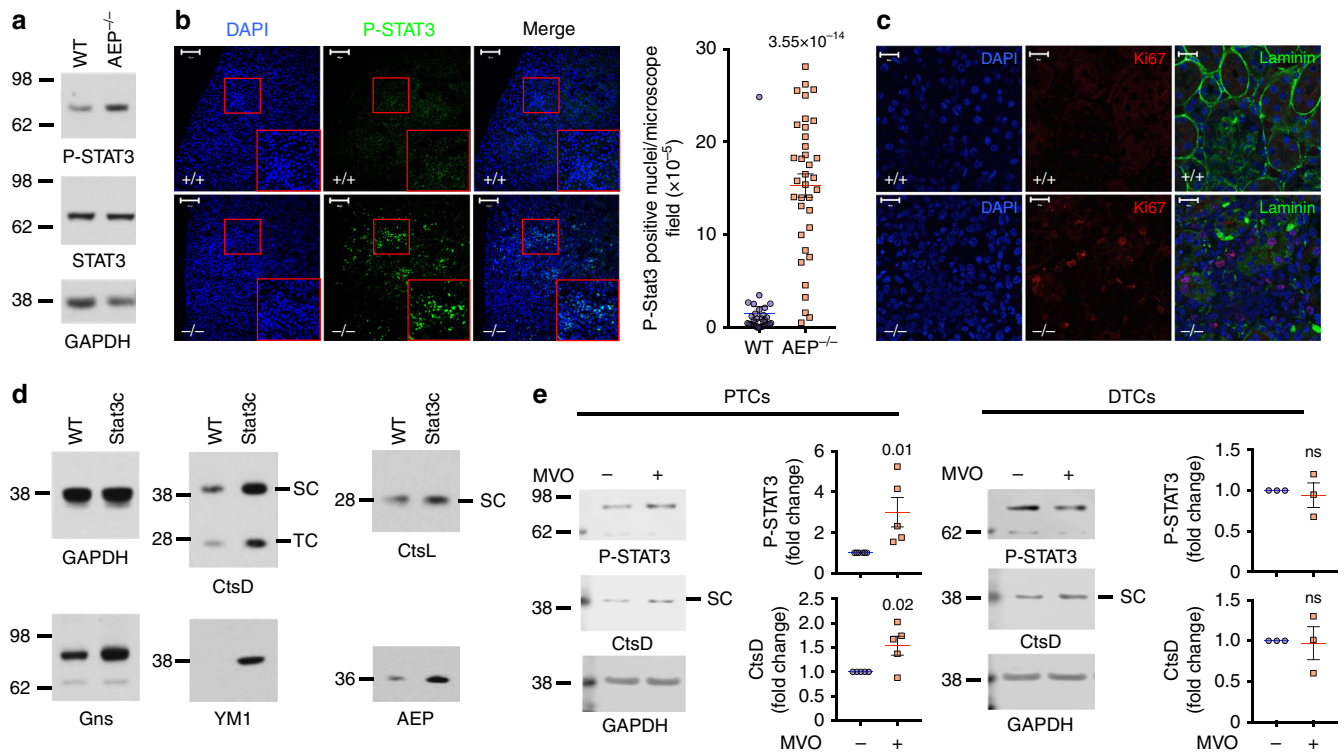 a
WT
AEP−/−
98
62
P-STAT3
98
62
STAT3
38
GAPDH
b
DAPI
P-STAT3
Merge
+/+
+/+
+/+
−/−
−/−
−/−
P-Stat3 positive nuclei/microscope
field (×10−5)
3.55×10−14
30
20
10
0
WT
AEP−/−
c
DAPI
Ki67
Laminin
+/+
+/+
+/+
DAPI
Ki67
Laminin
−/−
−/−
−/−
d
WT
Stat3c
38
GAPDH
WT
Stat3c
38
SC
28
TC
CtsD
WT
Stat3c
28
SC
CtsL
98
62
Gns
38
YM1
36
AEP
e
PTCs
MVO
–
+
98
62
P-STAT3
38
SC
CtsD
38
GAPDH
P-STAT3
(fold change)
6
4
2
0
0.01
CtsD
(fold change)
2.5
2.0
1.5
1.0
0.5
0
0.02
MVO
–
+
DTCs
MVO
–
+
62
P-STAT3
38
SC
CtsD
38
GAPDH
P-STAT3
(fold change)
1.5
1.0
0.5
0
ns
CtsD
(fold change)
1.5
1.0
0.5
0
ns
MVO
–
+